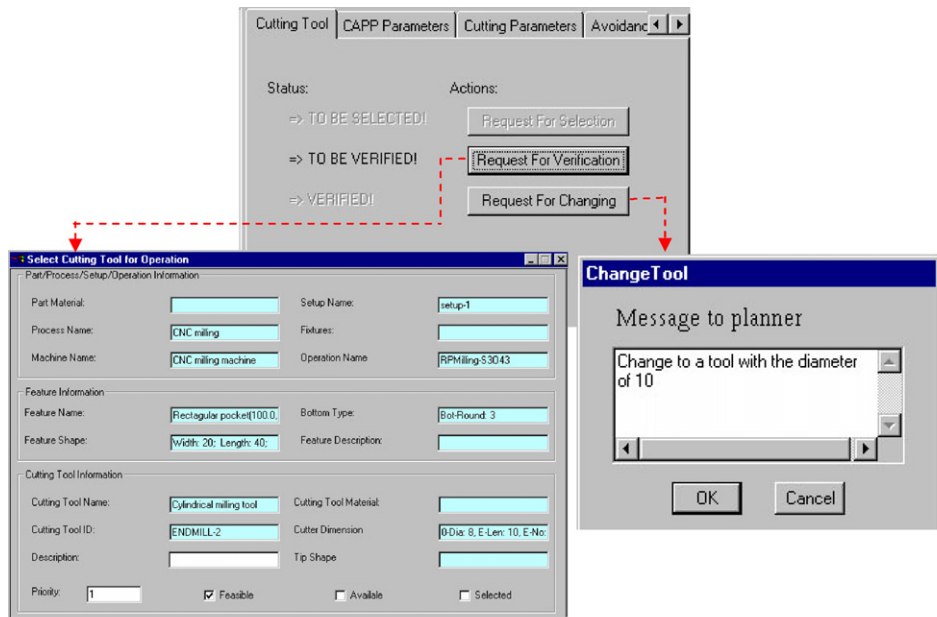 Cutting Tool CAPP Parameters Cutting Parameters Avoidanc
Status: Actions:
=> TO BE SELECTED! Request For Selection
=> TO BE VERIFIED! Request For Verification
=> VERIFIED! Request For Changing
Select Cutting Tool for Operation
Part/Process/Setup/Operation Information
Part Material: Setup Name: setup-1
Process Name: CNC milling Fixtures:
Machine Name: CNC milling machine Operation Name RPMilling-S3043
Feature Information
Feature Name: Rectagular pocket(100.0, Bottom Type: Bot-Round: 3
Feature Shape: Width: 20; Length: 40; Feature Description:
Cutting Tool Information
Cutting Tool Name: Cylindrical milling tool Cutting Tool Material:
Cutting Tool ID: ENDMILL-2 Cutter Dimension 0-Dia: 8, E-Len: 10, E-No:
Description: Tip Shape
Priority: 1 Feasible Availale Selected
ChangeTool
Message to planner
Change to a tool with the diameter
of 10
OK Cancel